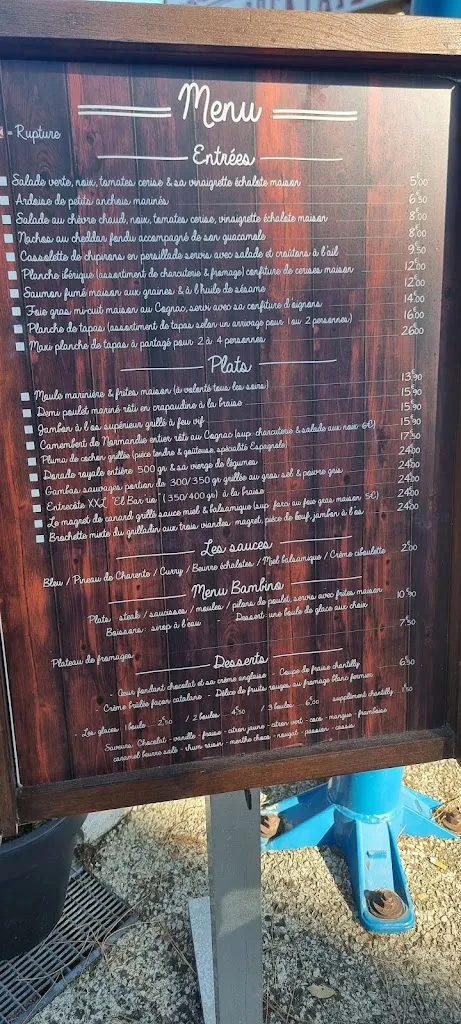 Menu
- Rupture
Entrées
Salade verte, noix, tomates cerise & sa vinaigrette échalote maison 5€00
Ardoise de petits anchois marinés 6€50
Salade au chèvre chaud, noix, tomates cerise, vinaigrette échalote maison 8€00
Nachos au cheddar fondu accompagné de son guacamole 8€00
Cassolette de chipirons en persillade servis avec salade et croûtons à l'ail 9€50
Planche ibérique (assortiment de charcuterie & fromage) confiture de cerises maison 12€00
Saumon fumé maison aux graines & à l'huile de sésame 12€00
Foie gras mi-cuit maison au Cognac, servi avec sa confiture d'oignons 14€00
Planche de tapas (assortiment de tapas selon un arrivage pour 1 ou 2 personnes) 16€00
Maxi planche de tapas à partagé pour 2 à 4 personnes 26€00
Plats
Moule marinière & frites maison (à volonté tous les soirs) 13€90
Demi poulet mariné rôti en crapaudine à la braise 15€90
Jambon à l'os supérieur grillé à feu vif 15€90
Camembert de Normandie entier rôti au Cognac (sup. charcuterie & salade aux noix 6€) 15€90
Pluma de cochon grillée (pièce tendre & goûteuse, spécialité Espagnole) 17€50
Dorade royale entière 500 gr & sa vierge de légumes 24€00
Gambas sauvages portion de 300/350 gr grillée au gros sel & poivre gris 24€00
Entrecôte XXL "El Bar rio" (350/400 gr) à la braise 24€00
Le magret de canard grillé sauce miel & balsamique (sup. farci au foie gras maison 5€) 24€00
Brochette mixte du grilladin aux trois viandes: magret, pièce de bœuf, jambon à l'os 24€00
Les sauces
Bleu / Pineau de Charente / Curry / Beurre échalotes / Miel balsamique / Crème ciboulette 2€00
Menu Bambino
Plats: steak / saucisses / moules / pilons de poulet, servis avec frites maison 10€90
Boissons: sirop à l'eau - Dessert: une boule de glace aux choix
Plateau de fromages 7€50
Desserts
- Cœur fondant chocolat et sa crème anglaise - Coupe de fraise chantilly 6€50
- Crème brûlée façon catalane - Délice de fruits rouges au fromage blanc fermier
- Les glaces: 1 boule 2€50 / 2 boules 4€50 / 3 boules 6€00 supplément chantilly 1€50
Saveurs: Chocolat - vanille - fraise - citron jaune - citron vert - coco - mangue - framboise
caramel beurre salé - rhum raisin - menthe choco - nougat - passion - cassis